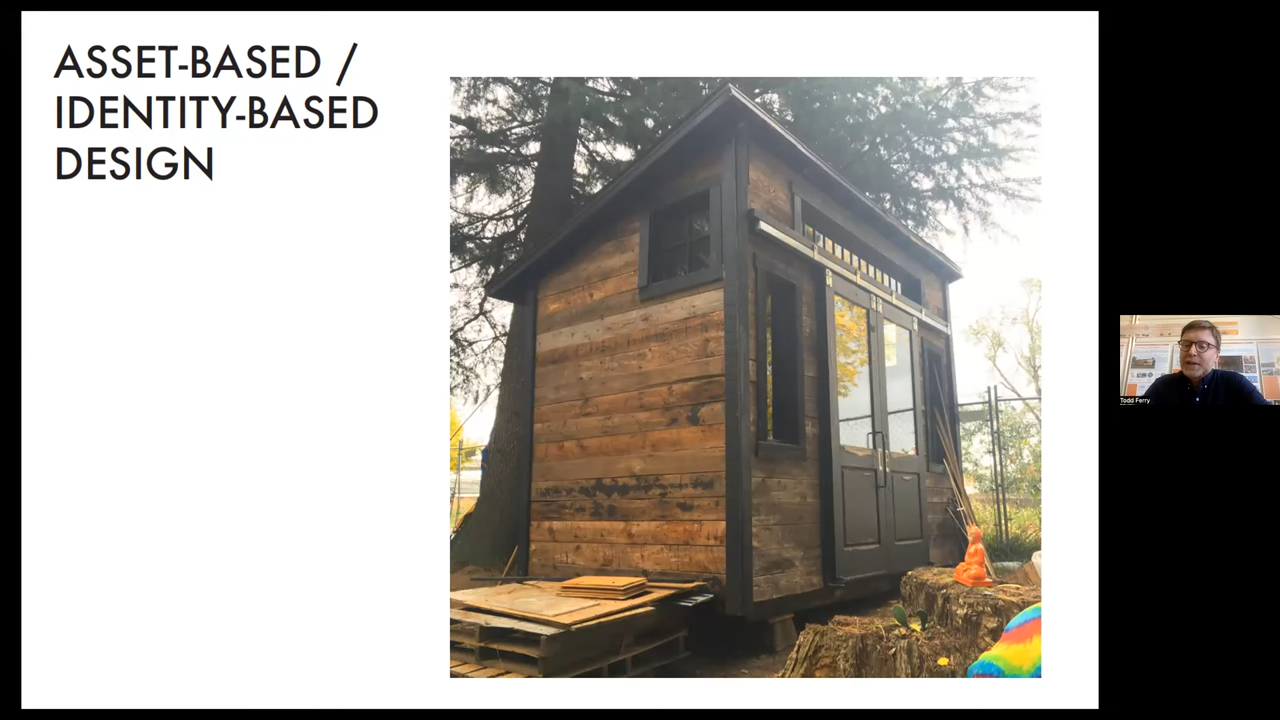 ASSET-BASED /
IDENTITY-BASED
DESIGN
Todd Ferry